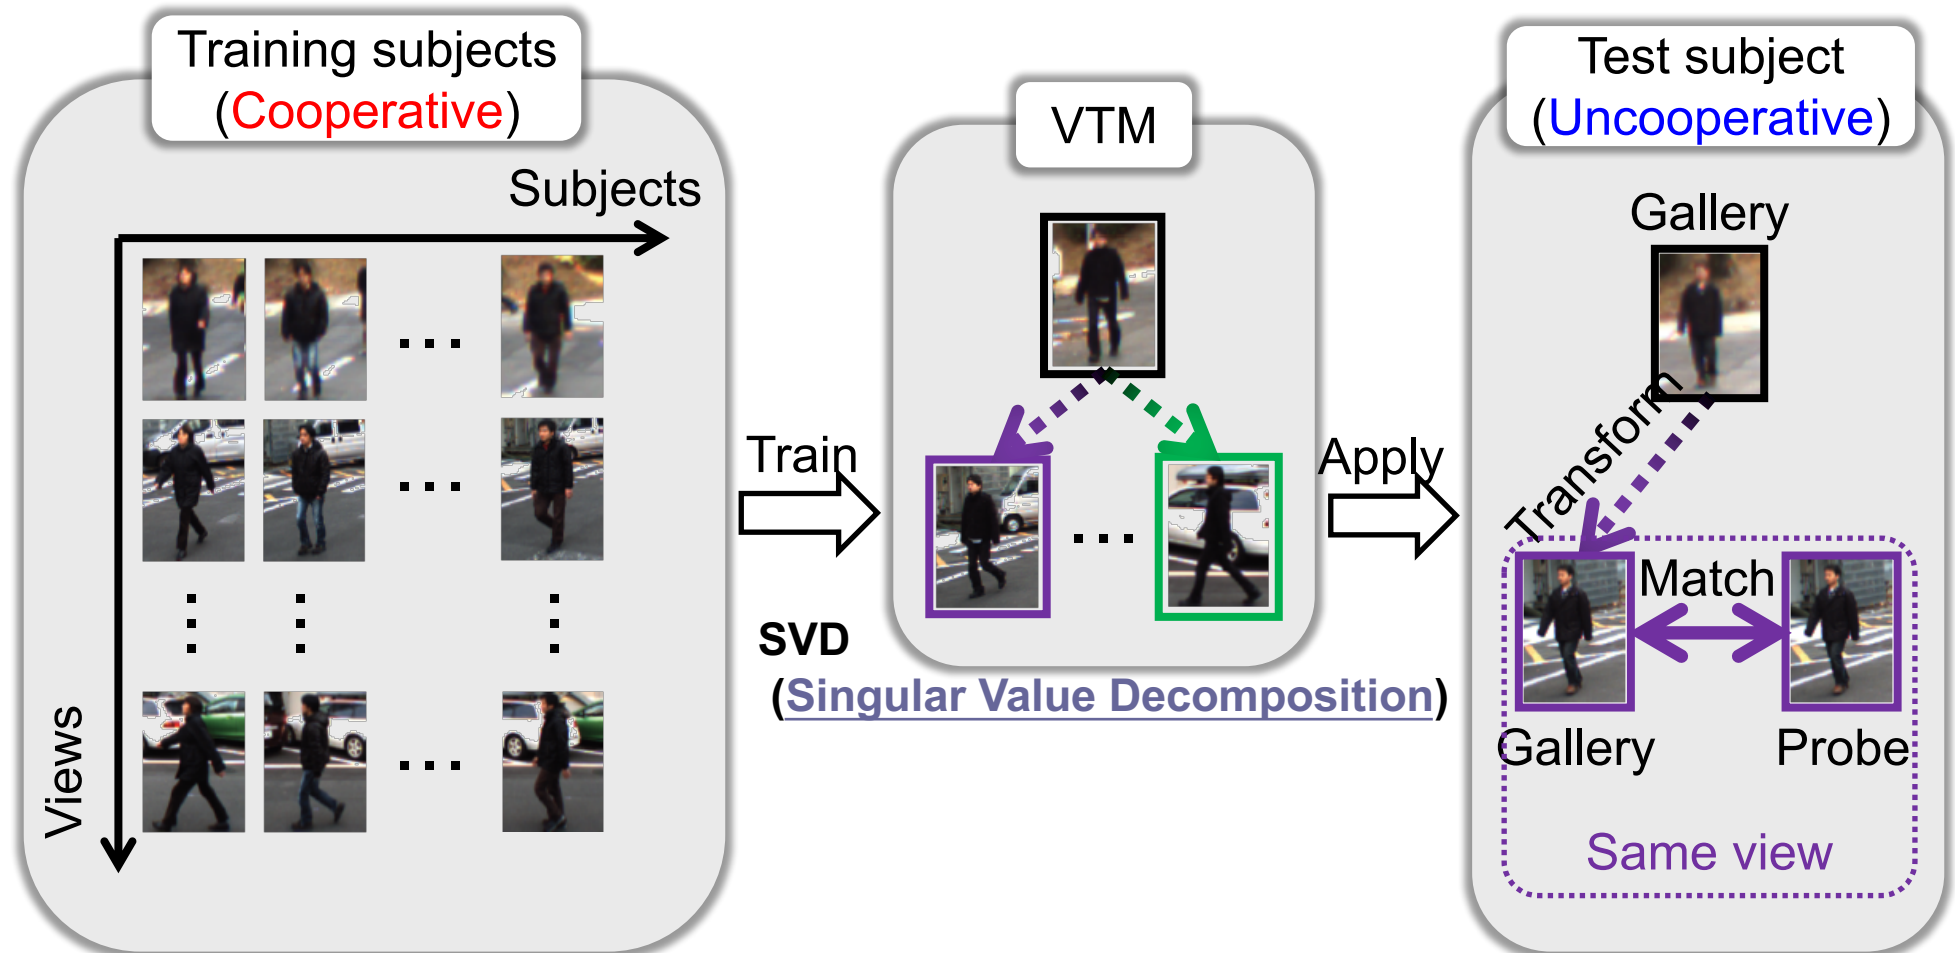 Training subjects
(Cooperative)
Subjects
Views
Train
SVD
(Singular Value Decomposition)
VTM
Apply
Test subject
(Uncooperative)
Gallery
Transform
Match
Gallery
Probe
Same view